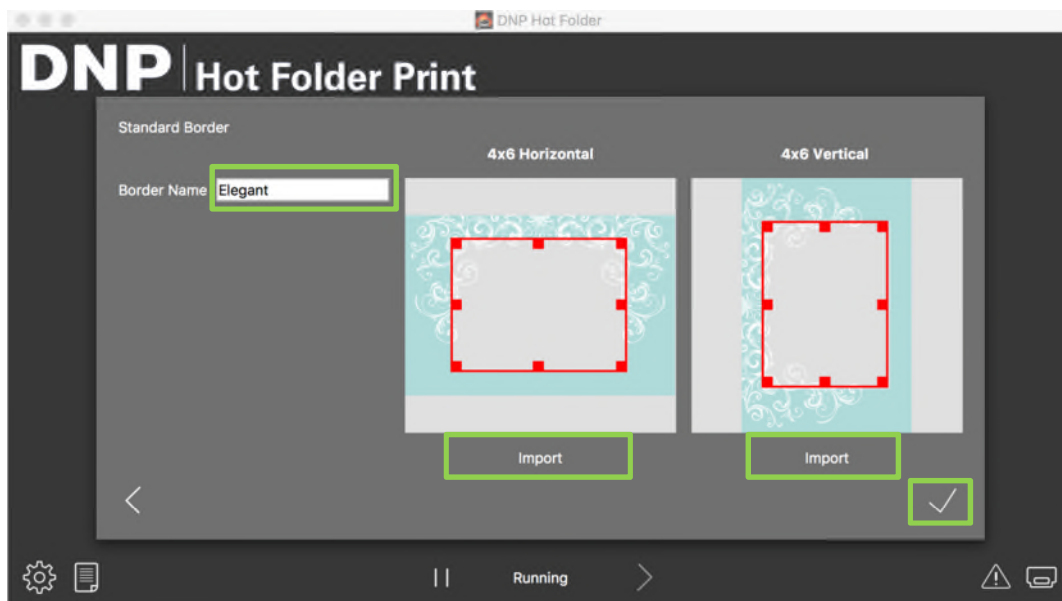 DNP Hot Folder
DNP Hot Folder Print
Standard Border
4x6 Horizontal
4x6 Vertical
Border Name Elegant
Import
Import
Running